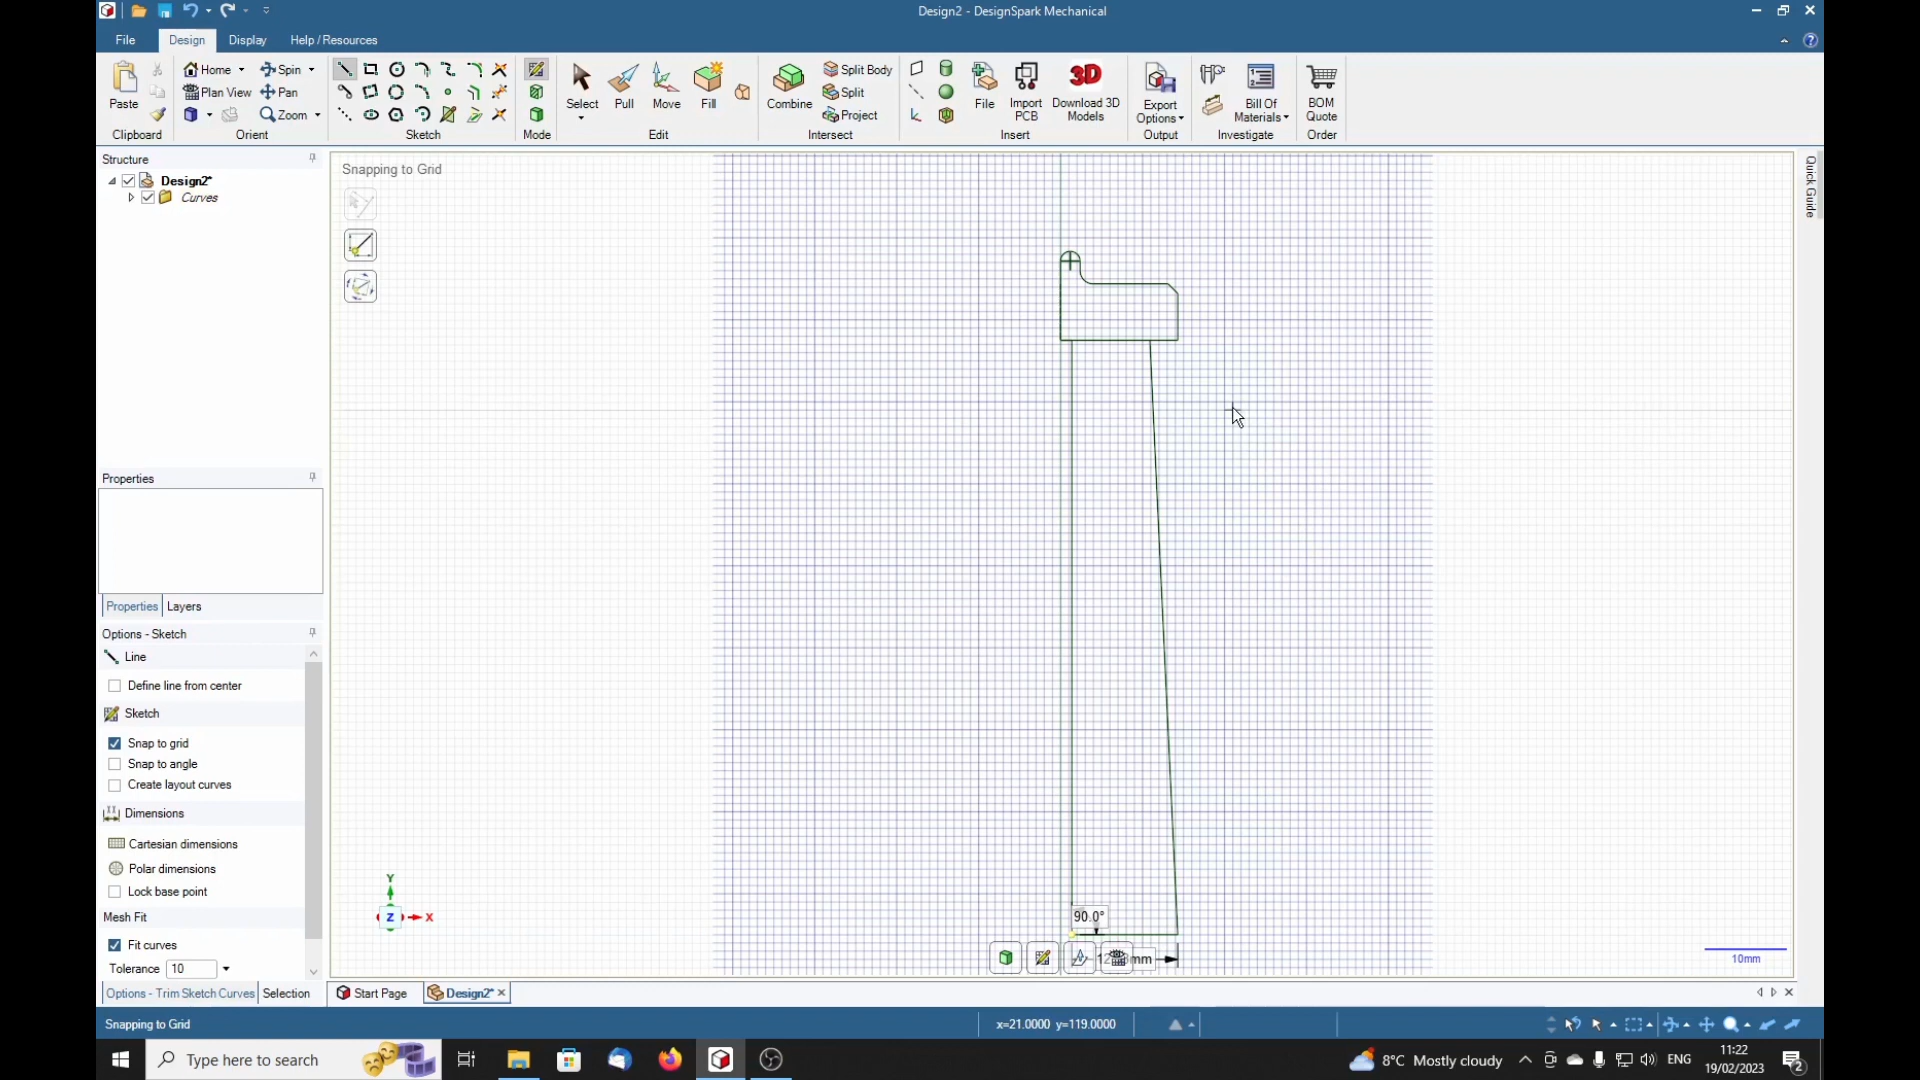 Design2 - DesignSpark Mechanical
File
Design
Display
Help / Resources
Paste
Clipboard
Home
Spin
Plan View
Pan
Zoom
Orient
Sketch
Mode
Select
Pull
Move
Fill
Edit
Combine
Split Body
Split
Project
Intersect
File
Import PCB
3D
Download 3D Models
Insert
Export Options
Output
Bill Of Materials
Investigate
BOM Quote
Order
Structure
Design2*
Curves
Properties
Properties
Layers
Options - Sketch
Line
Define line from center
Sketch
Snap to grid
Snap to angle
Create layout curves
Dimensions
Cartesian dimensions
Polar dimensions
Lock base point
Mesh Fit
Fit curves
Tolerance 10
Options - Trim Sketch Curves
Selection
Snapping to Grid
Y
Z
X
90.0°
mm
10mm
Quick Guide
Start Page
Design2*
Snapping to Grid
x=21.0000 y=119.0000
Type here to search
8°C Mostly cloudy
ENG
11:22
19/02/2023
2